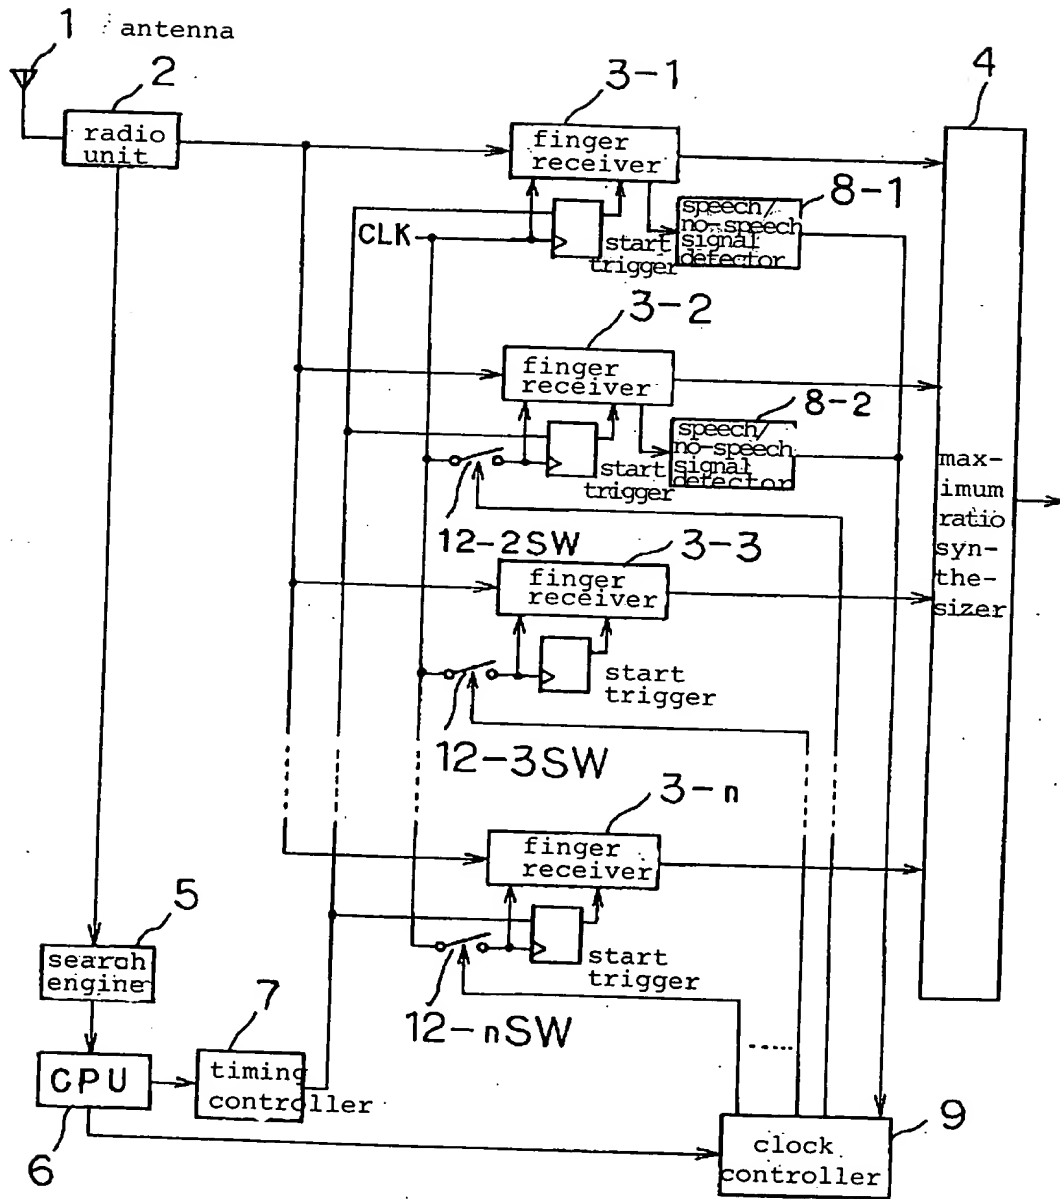 1
antenna
2
radio
unit
3-1
finger
receiver
4
8-1
speech/
no-speech
signal
detector
CLK
start
trigger
3-2
finger
receiver
8-2
speech/
no-speech
signal
detector
start
trigger
12-2SW
max-
imum
ratio
syn-
the-
sizer
3-3
finger
receiver
start
trigger
12-3SW
3-n
finger
receiver
start
trigger
12-nSW
5
search
engine
7
CPU
timing
controller
6
9
clock
controller